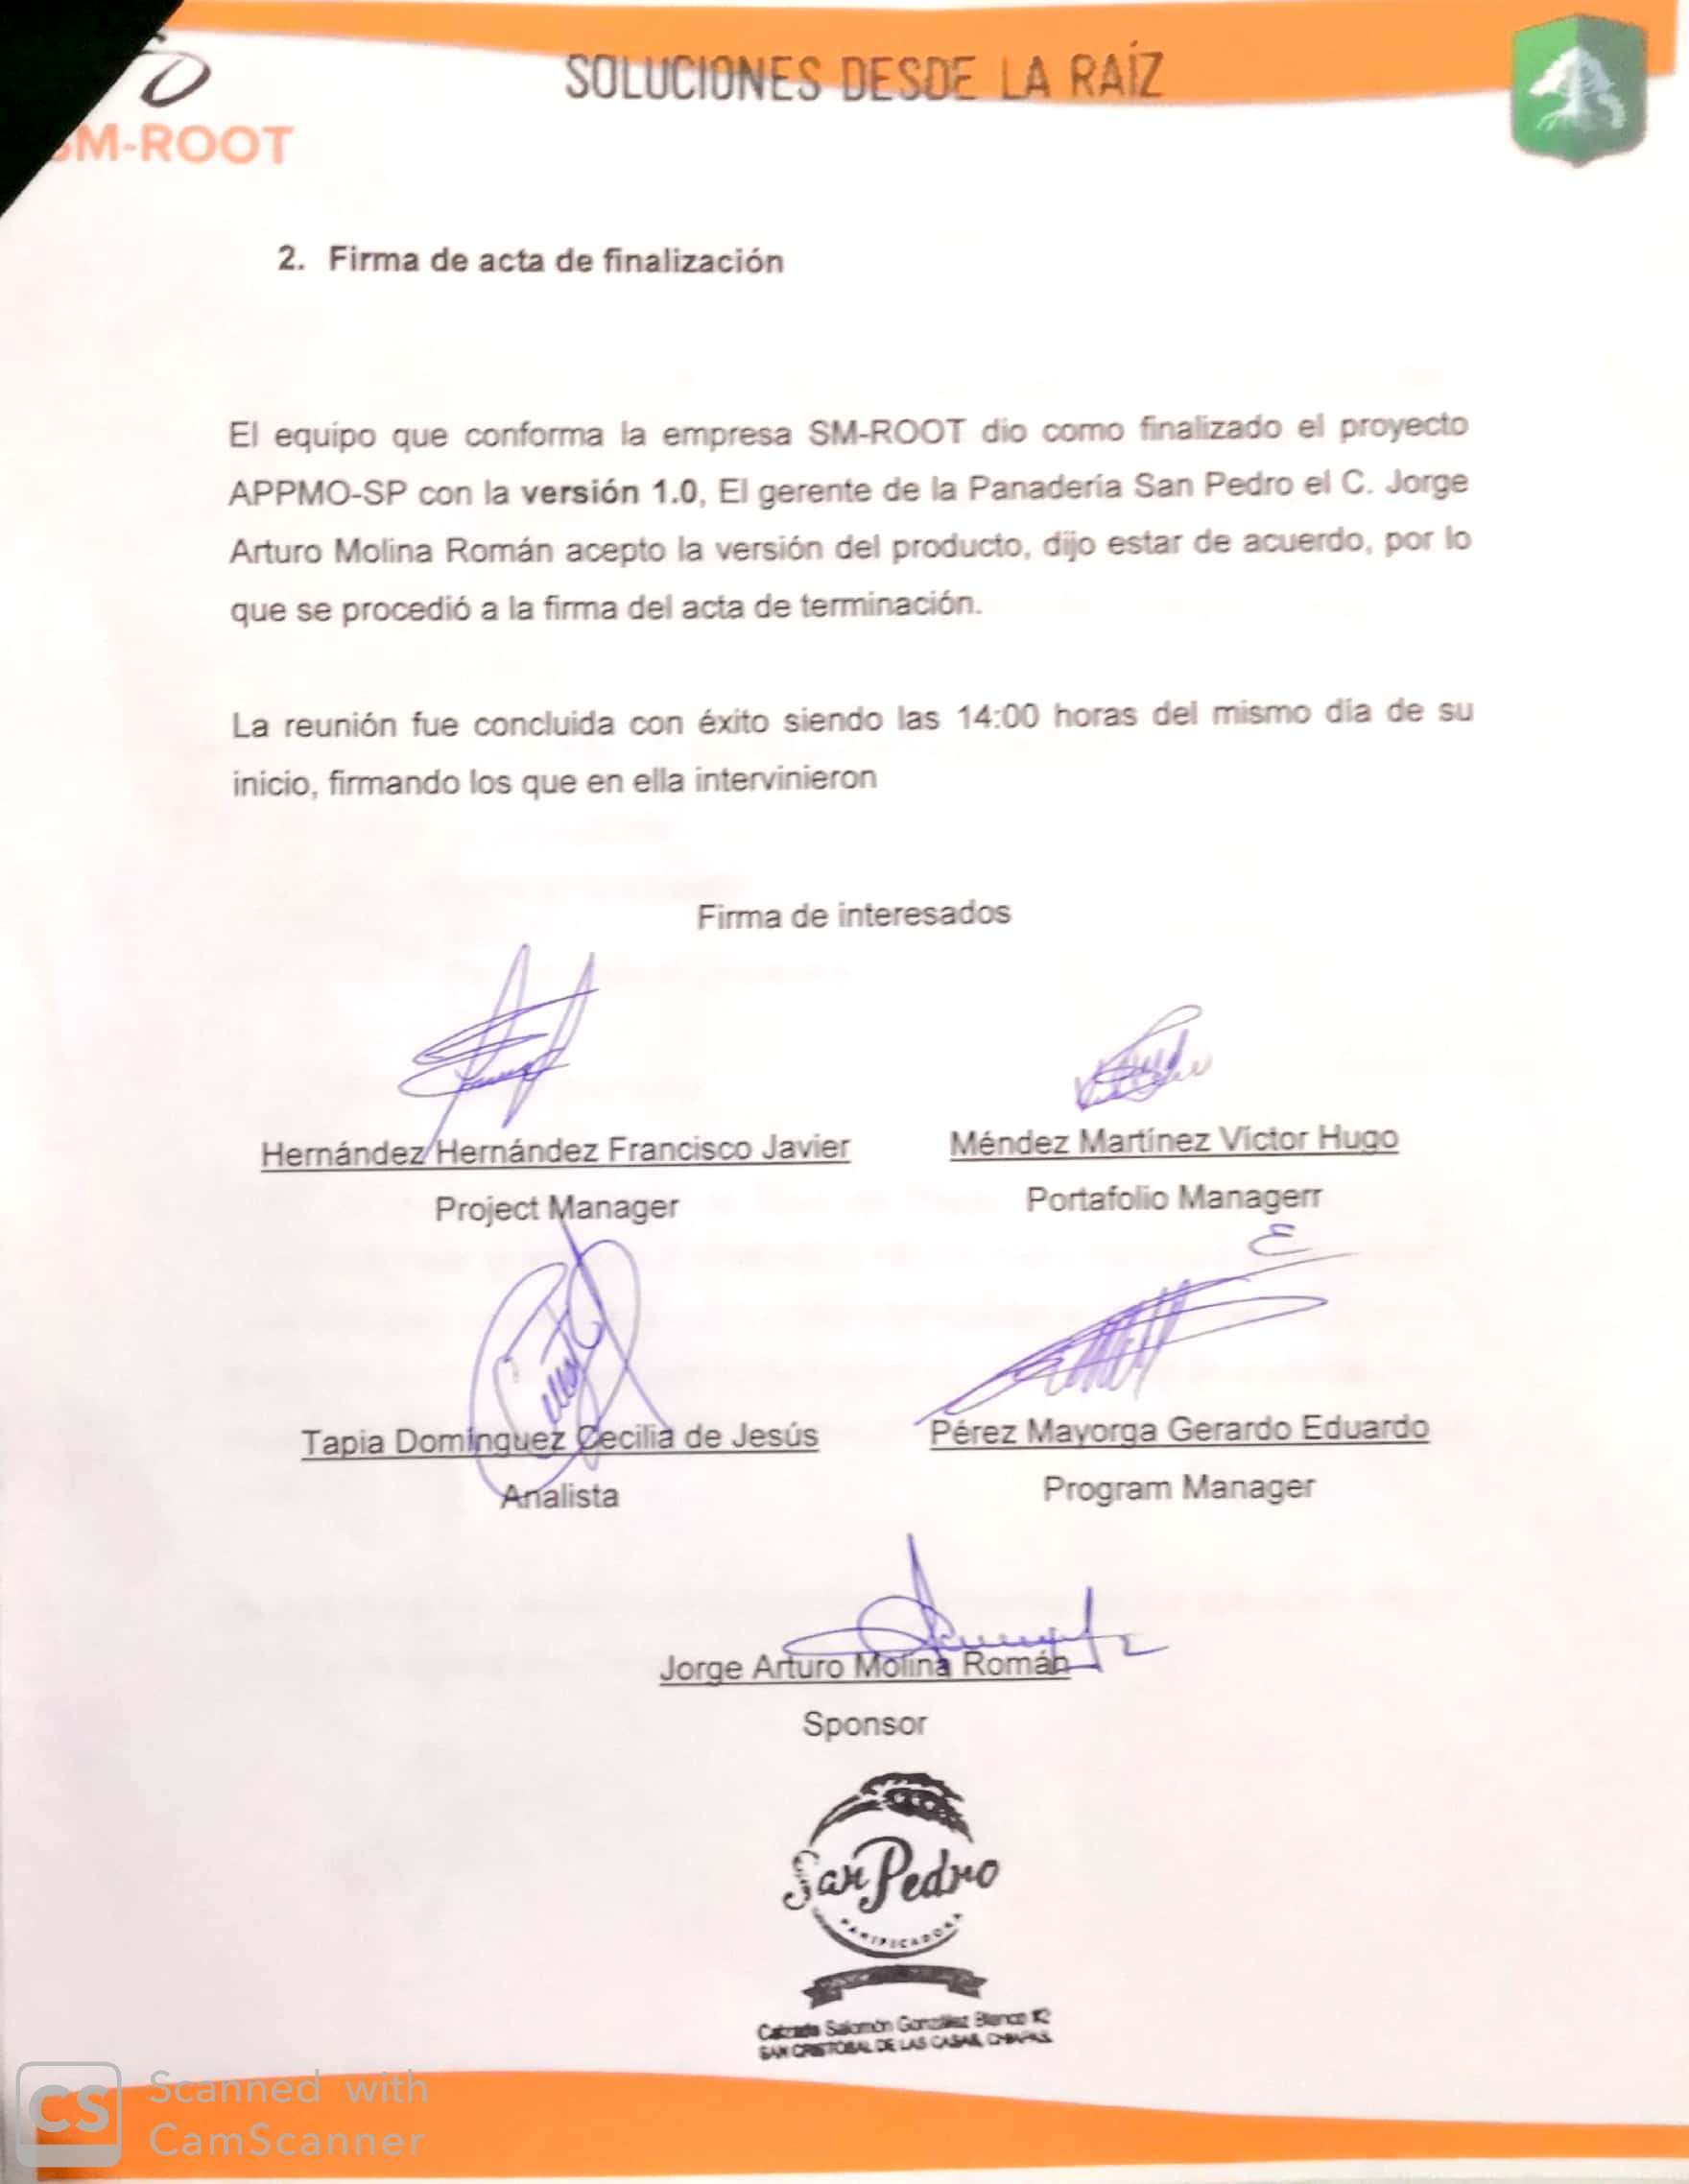 SOLUCIONES DESDE LA RAÍZ
SM-ROOT
2. Firma de acta de finalización
El equipo que conforma la empresa SM-ROOT dio como finalizado el proyecto
APPMO-SP con la versión 1.0, El gerente de la Panadería San Pedro el C. Jorge
Arturo Molina Román acepto la versión del producto, dijo estar de acuerdo, por lo
que se procedió a la firma del acta de terminación.
La reunión fue concluida con éxito siendo las 14:00 horas del mismo día de su
inicio, firmando los que en ella intervinieron
Firma de interesados
Hernández Hernández Francisco Javier
Méndez Martínez Víctor Hugo
Project Manager
Portafolio Managerr
Tapia Domínguez Cecilia de Jesús
Pérez Mayorga Gerardo Eduardo
Analista
Program Manager
Jorge Arturo Molina Román
Sponsor
San Pedro
PANIFICADORA
Calzada Salomón González Blanco
SAN CRISTOBAL DE LAS CASAS, CHIAPAS.
CS
Scanned with
CamScanner